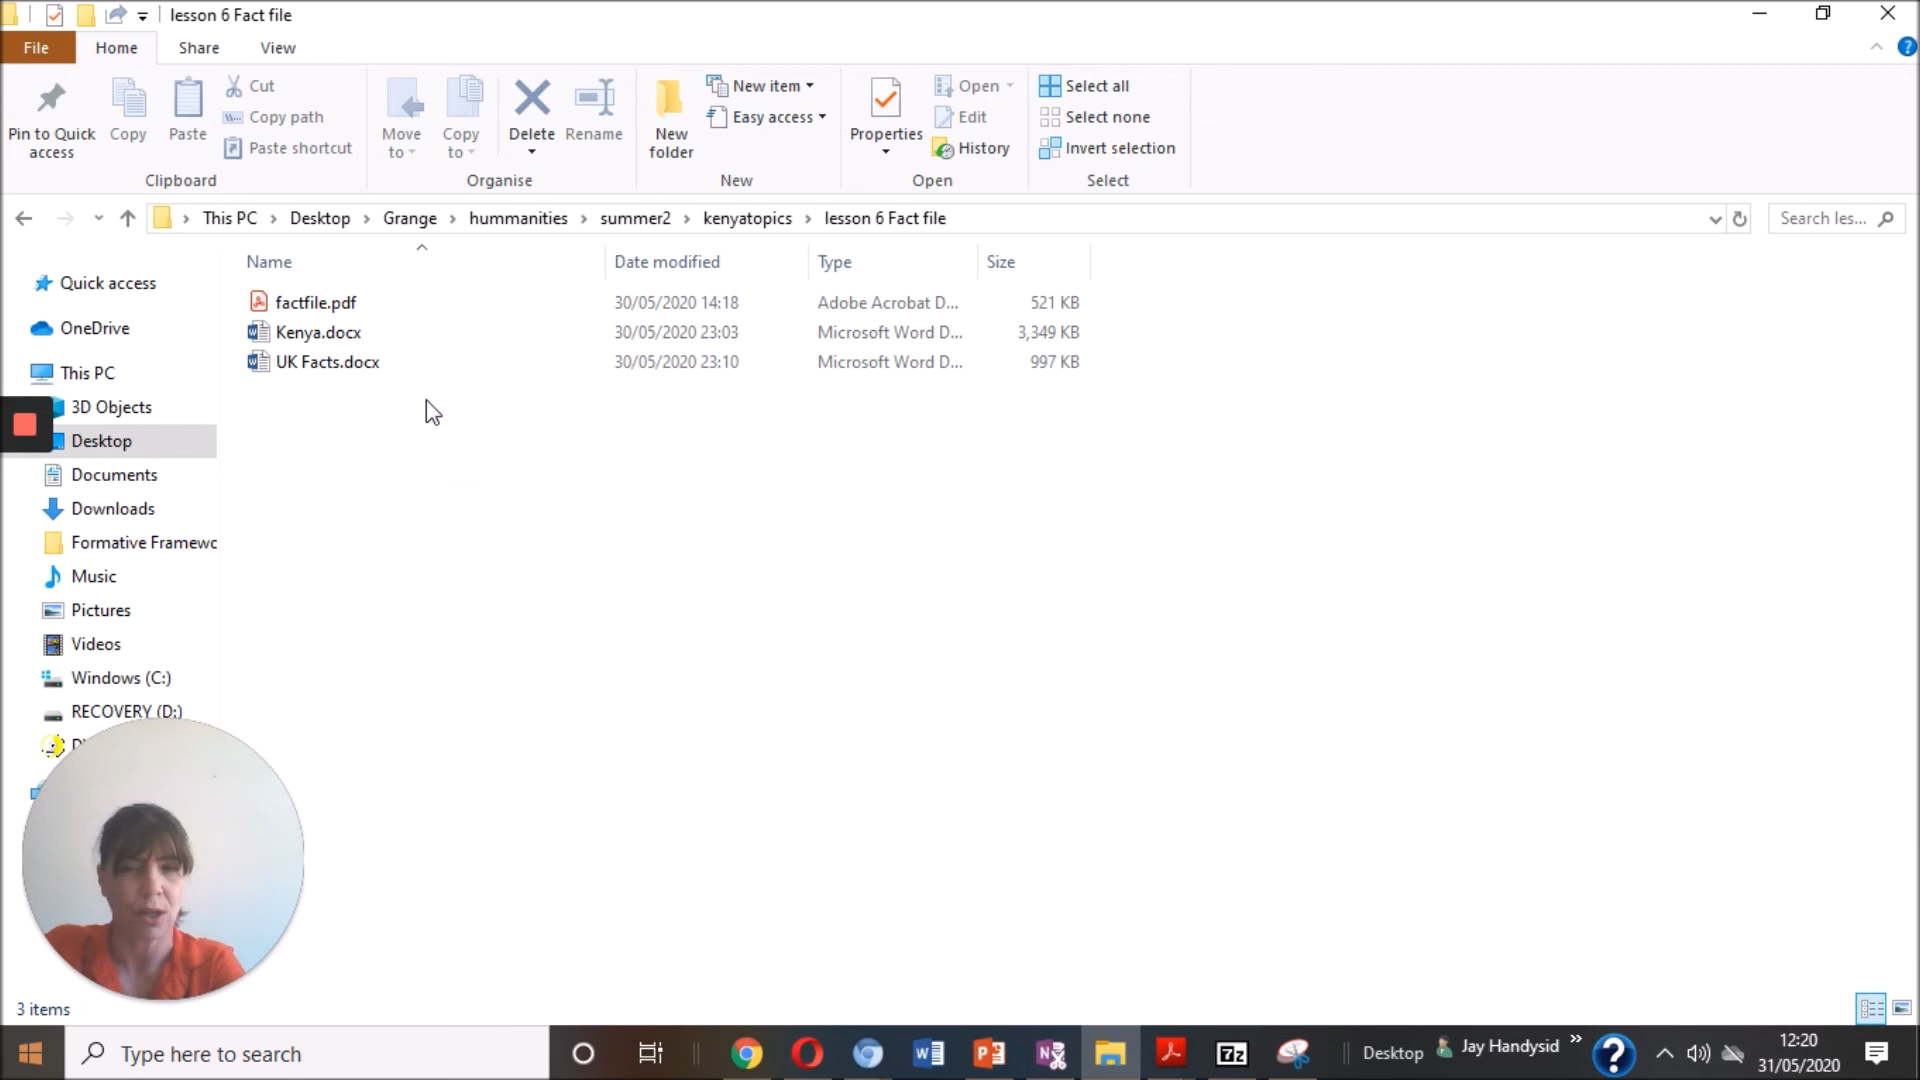 lesson 6 Fact file
File Home Share View
Pin to Quick access
Copy
Paste
Cut
Copy path
Paste shortcut
Clipboard
Move to
Copy to
Delete
Rename
Organise
New folder
New item
Easy access
New
Properties
Open
Edit
History
Open
Select all
Select none
Invert selection
Select
This PC > Desktop > Grange > hummanities > summer2 > kenyatopics > lesson 6 Fact file
Search les...
Name Date modified Type Size
factfile.pdf 30/05/2020 14:18 Adobe Acrobat D... 521 KB
Kenya.docx 30/05/2020 23:03 Microsoft Word D... 3,349 KB
UK Facts.docx 30/05/2020 23:10 Microsoft Word D... 997 KB
Quick access
OneDrive
This PC
3D Objects
Desktop
Documents
Downloads
Formative Framewo
Music
Pictures
Videos
Windows (C:)
RECOVERY (D:)
3 items
Type here to search
7z
Desktop
Jay Handysid
12:20
31/05/2020